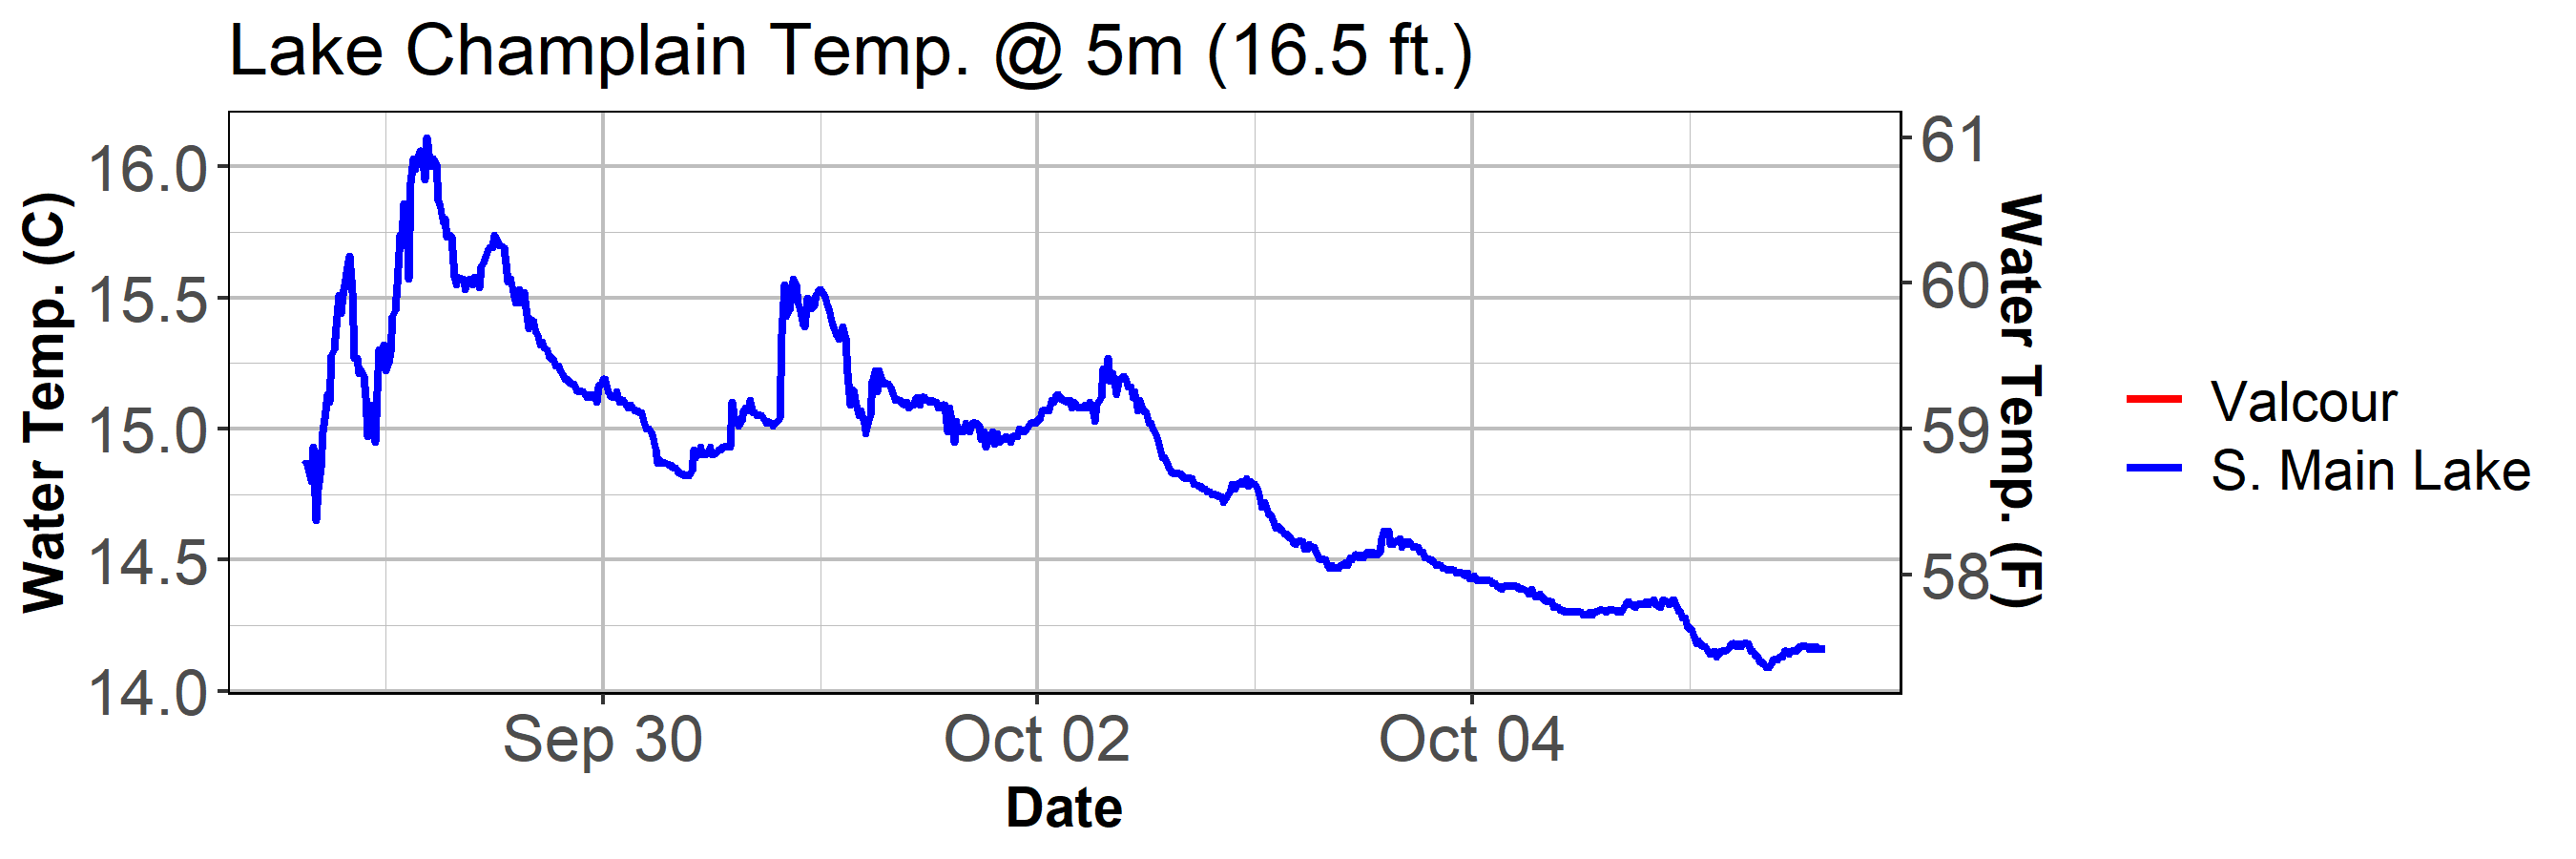 Lake Champlain Temp. @ 5m (16.5 ft.)
Water Temp. (C)
16.0
15.5
15.0
14.5
14.0
61
60
59
58
Water Temp. (F)
Sep 30
Oct 02
Oct 04
Date
Valcour
S. Main Lake